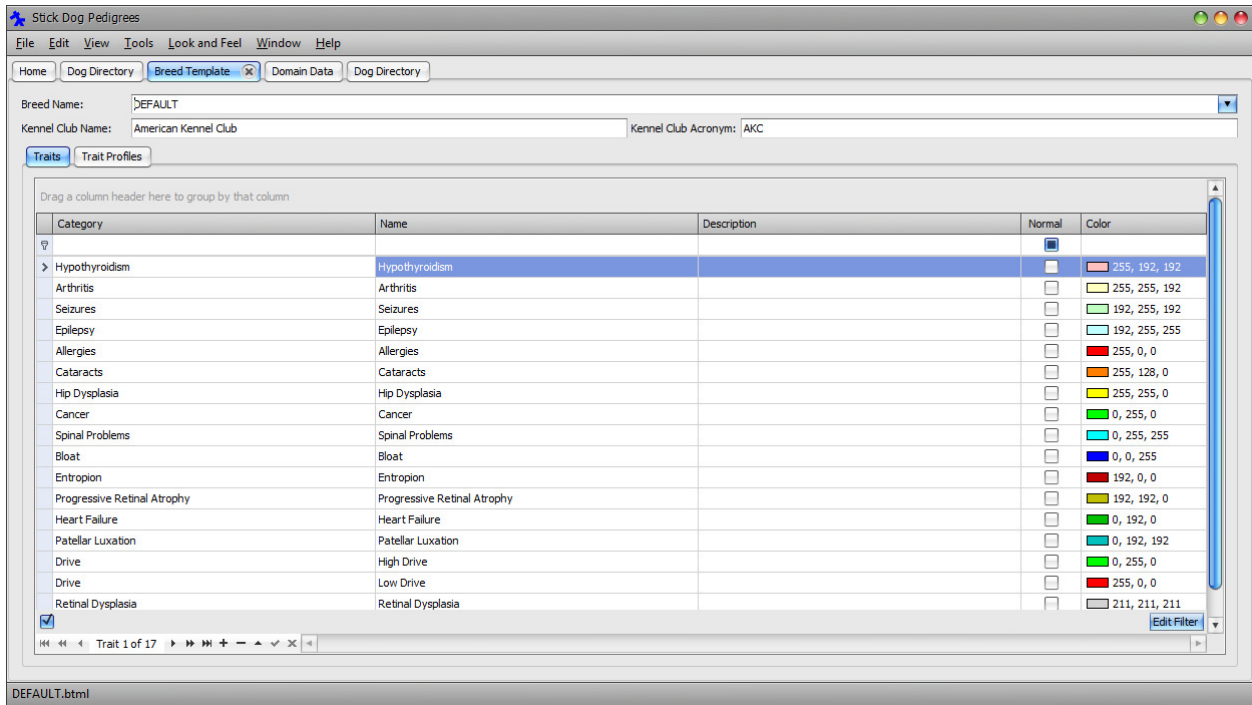 Stick Dog Pedigrees
File Edit View Tools Look and Feel Window Help
Home Dog Directory Breed Template Domain Data Dog Directory
Breed Name: DEFAULT
Kennel Club Name: American Kennel Club Kennel Club Acronym: AKC
Traits Trait Profiles
Drag a column header here to group by that column
Category Name Description Normal Color
Hypothyroidism Hypothyroidism 255, 192, 192
Arthritis Arthritis 255, 255, 192
Seizures Seizures 192, 255, 192
Epilepsy Epilepsy 192, 255, 255
Allergies Allergies 255, 0, 0
Cataracts Cataracts 255, 128, 0
Hip Dysplasia Hip Dysplasia 255, 255, 0
Cancer Cancer 0, 255, 0
Spinal Problems Spinal Problems 0, 255, 255
Bloat Bloat 0, 0, 255
Entropion Entropion 192, 0, 0
Progressive Retinal Atrophy Progressive Retinal Atrophy 192, 192, 0
Heart Failure Heart Failure 0, 192, 0
Patellar Luxation Patellar Luxation 0, 192, 192
Drive High Drive 0, 255, 0
Drive Low Drive 255, 0, 0
Retinal Dysplasia Retinal Dysplasia 211, 211, 211
Edit Filter
Trait 1 of 17
DEFAULT.btml